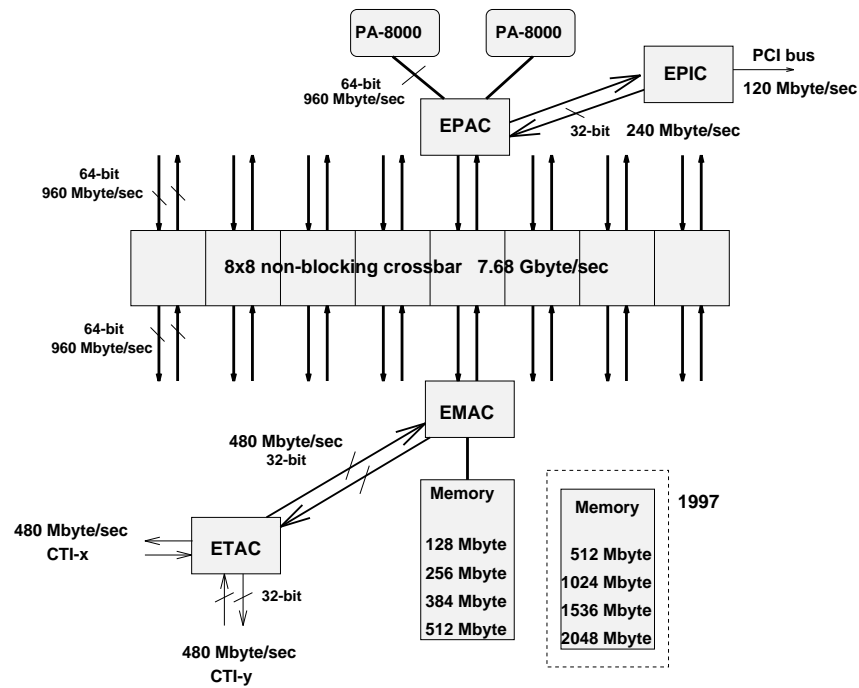 PA-8000
PA-8000
64-bit
960 Mbyte/sec
EPIC
PCI bus
120 Mbyte/sec
EPAC
32-bit
240 Mbyte/sec
64-bit
960 Mbyte/sec
8x8 non-blocking crossbar 7.68 Gbyte/sec
64-bit
960 Mbyte/sec
EMAC
480 Mbyte/sec
32-bit
Memory
128 Mbyte
256 Mbyte
384 Mbyte
512 Mbyte
Memory
512 Mbyte
1024 Mbyte
1536 Mbyte
2048 Mbyte
1997
480 Mbyte/sec
CTI-x
ETAC
32-bit
480 Mbyte/sec
CTI-y